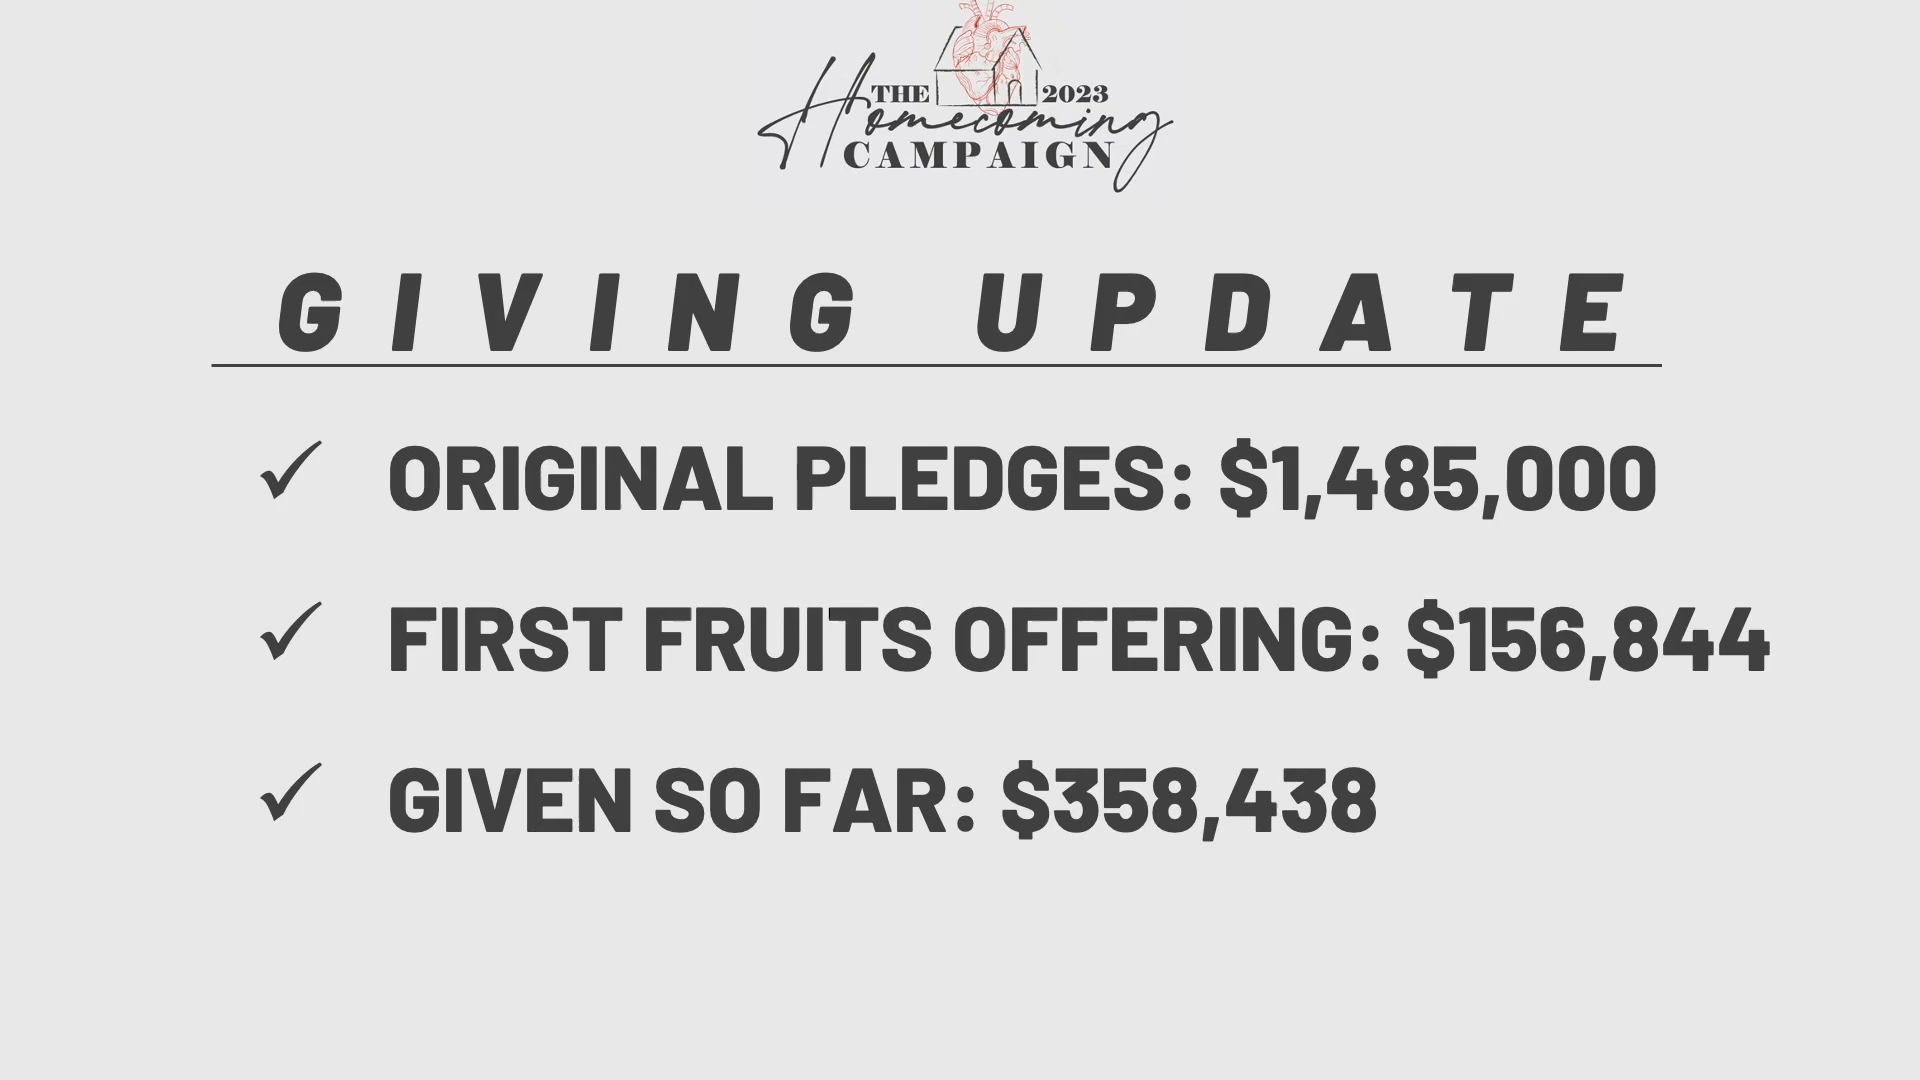 THE 2023
Homecoming
CAMPAIGN
GIVING UPDATE
ORIGINAL PLEDGES: $1,485,000
FIRST FRUITS OFFERING: $156,844
GIVEN SO FAR: $358,438